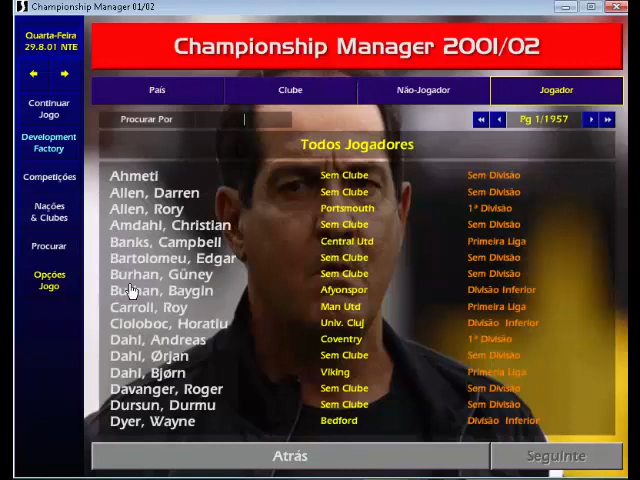 Championship Manager 01/02
Quarta-Feira
29.8.01 NTE
Championship Manager 2001/02
País Clube Não-Jogador Jogador
Continuar
Jogo
Procurar Por Pg 1/1957
Development
Factory
Todos Jogadores
Competições
Nações
& Clubes
Procurar
Opções
Jogo
Ahmeti Sem Clube Sem Divisão
Allen, Darren Sem Clube Sem Divisão
Allen, Rory Portsmouth 1ª Divisão
Amdahl, Christian Sem Clube Sem Divisão
Banks, Campbell Central Utd Primeira Liga
Bartolomeu, Edgar Sem Clube Sem Divisão
Burhan, Güney Sem Clube Sem Divisão
Baygin Afyonspor Divisão Inferior
Carroll, Roy Man Utd Primeira Liga
Cloloboc, Horatiu Univ. Cluj Divisão Inferior
Dahl, Andreas Coventry 1ª Divisão
Dahl, Ørjan Sem Clube Sem Divisão
Dahl, Bjørn Viking Primeria Liga
Davanger, Roger Sem Clube Sem Divisão
Dursun, Durmu Sem Clube Sem Divisão
Dyer, Wayne Bedford Divisão Inferior
Atrás Seguinte